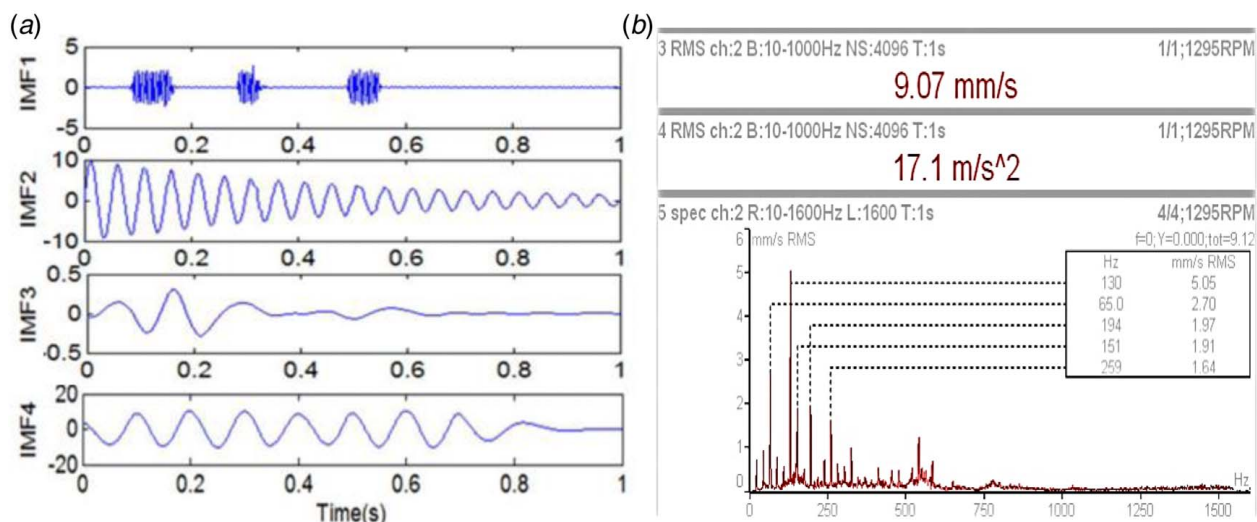 (a)
5
0
-5
IMF1
0 0.2 0.4 0.6 0.8 1
10
0
-10
IMF2
0 0.2 0.4 0.6 0.8 1
0.5
0
-0.5
IMF3
0 0.2 0.4 0.6 0.8 1
20
0
-20
IMF4
0 0.2 0.4 0.6 0.8 1
Time(s)
(b)
3 RMS ch:2 B:10-1000Hz NS:4096 T:1s 1/1;1295RPM
9.07 mm/s
4 RMS ch:2 B:10-1000Hz NS:4096 T:1s 1/1;1295RPM
17.1 m/s^2
5 spec ch:2 R:10-1600Hz L:1600 T:1s 4/4;1295RPM
6 mm/s RMS f=0;Y=0.000;tot=9.12
Hz mm/s RMS
130 5.05
65.0 2.70
194 1.97
151 1.91
259 1.64
5
4
3
2
1
0
Hz
0 250 500 750 1000 1250 1500